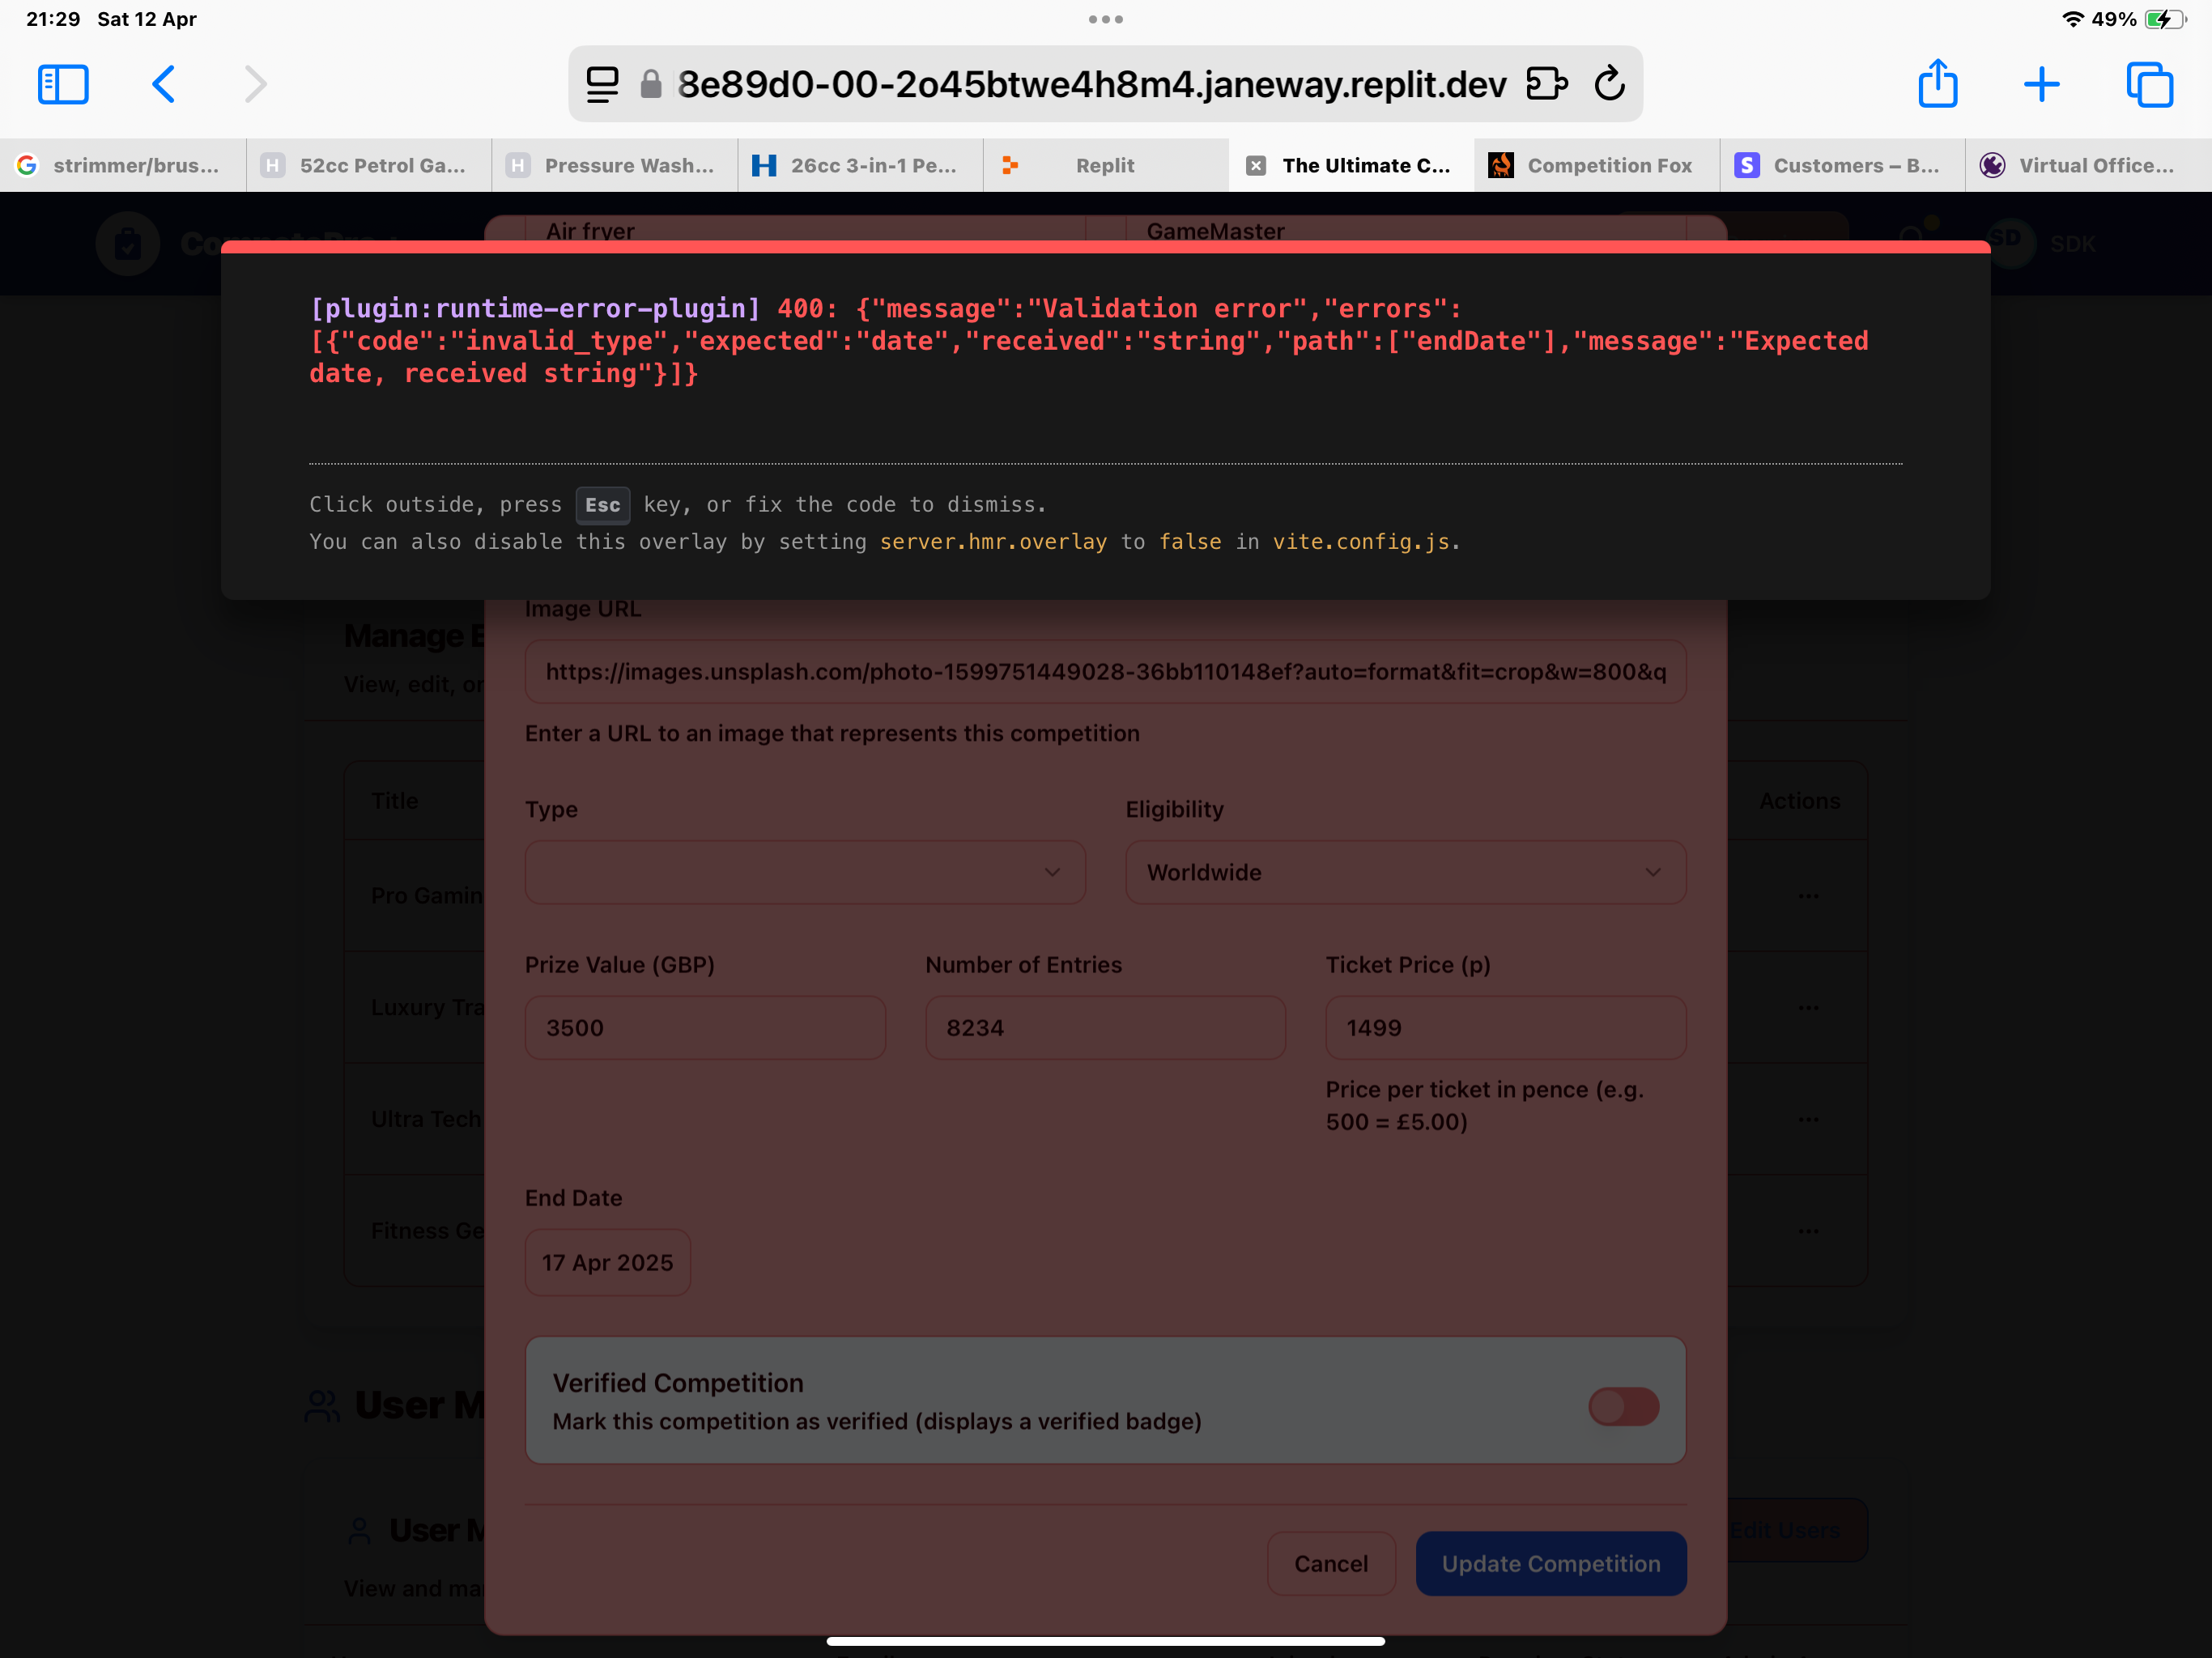 21:29 Sat 12 Apr
49%
8e89d0-00-2o45btwe4h8m4.janeway.replit.dev
strimmer/brus...
52cc Petrol Ga...
Pressure Wash...
26cc 3-in-1 Pe...
Replit
The Ultimate C...
Competition Fox
Customers – B...
Virtual Office...
Air fryer
GameMaster
SD
SDK
[plugin:runtime-error-plugin] 400: {"message":"Validation error","errors":
[{"code":"invalid_type","expected":"date","received":"string","path":["endDate"],"message":"Expected
date, received string"}]}
Click outside, press Esc key, or fix the code to dismiss.
You can also disable this overlay by setting server.hmr.overlay to false in vite.config.js.
Image URL
Manage E
https://images.unsplash.com/photo-1599751449028-36bb110148ef?auto=format&fit=crop&w=800&q
View, edit, or
Enter a URL to an image that represents this competition
Title
Type
Eligibility
Actions
Worldwide
Pro Gamin
Prize Value (GBP)
Number of Entries
Ticket Price (p)
Luxury Tra
3500
8234
1499
Price per ticket in pence (e.g.
500 = £5.00)
Ultra Tech
End Date
Fitness Ge
17 Apr 2025
Verified Competition
Mark this competition as verified (displays a verified badge)
User M
User M
Edit Users
Cancel
Update Competition
View and ma